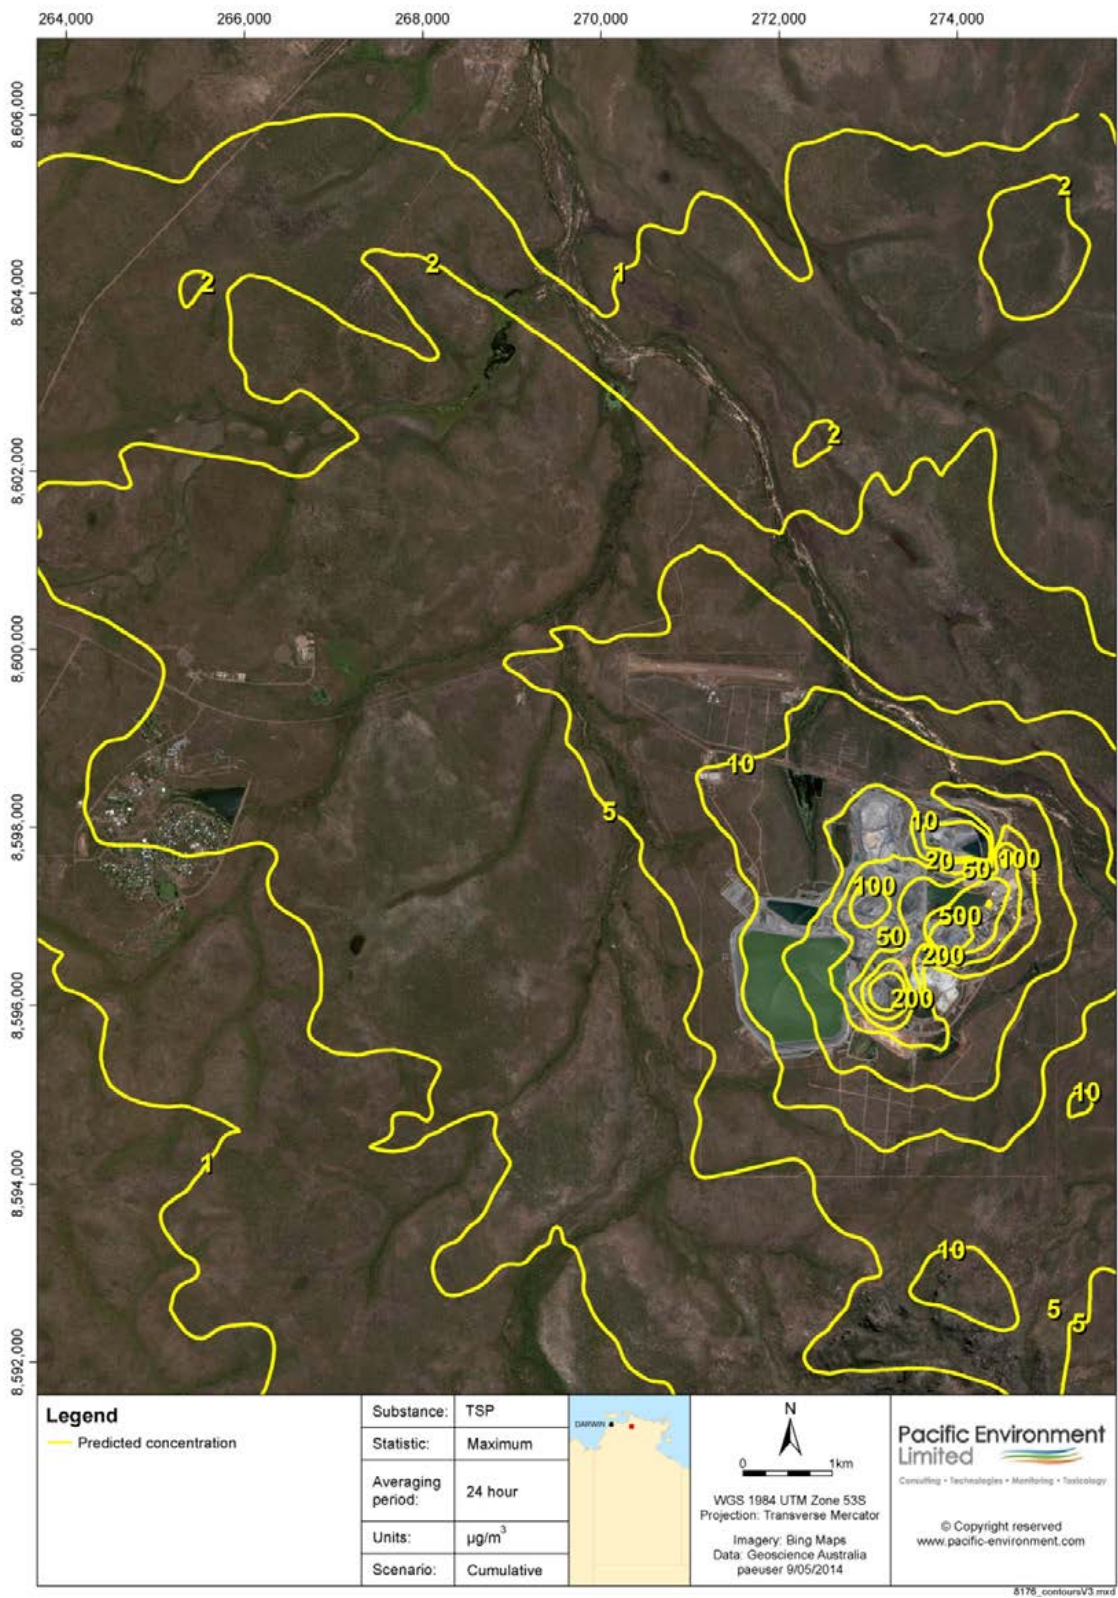 264,000 266,000 268,000 270,000 272,000 274,000
8,606,000
8,604,000
8,602,000
8,600,000
8,598,000
8,596,000
8,594,000
8,592,000
2
2
2
1
2
10
5
10
20
50
100
100
500
50
200
200
10
1
10
5
5
Legend
Predicted concentration
Substance: TSP
Statistic: Maximum
Averaging period: 24 hour
Units: µg/m³
Scenario: Cumulative
DARWIN
N
0 1km
WGS 1984 UTM Zone 53S
Projection: Transverse Mercator
Imagery: Bing Maps
Data: Geoscience Australia
paeuser 9/05/2014
Pacific Environment
Limited
Consulting • Technologies • Monitoring • Toxicology
© Copyright reserved
www.pacific-environment.com
8176_contoursV3.mxd